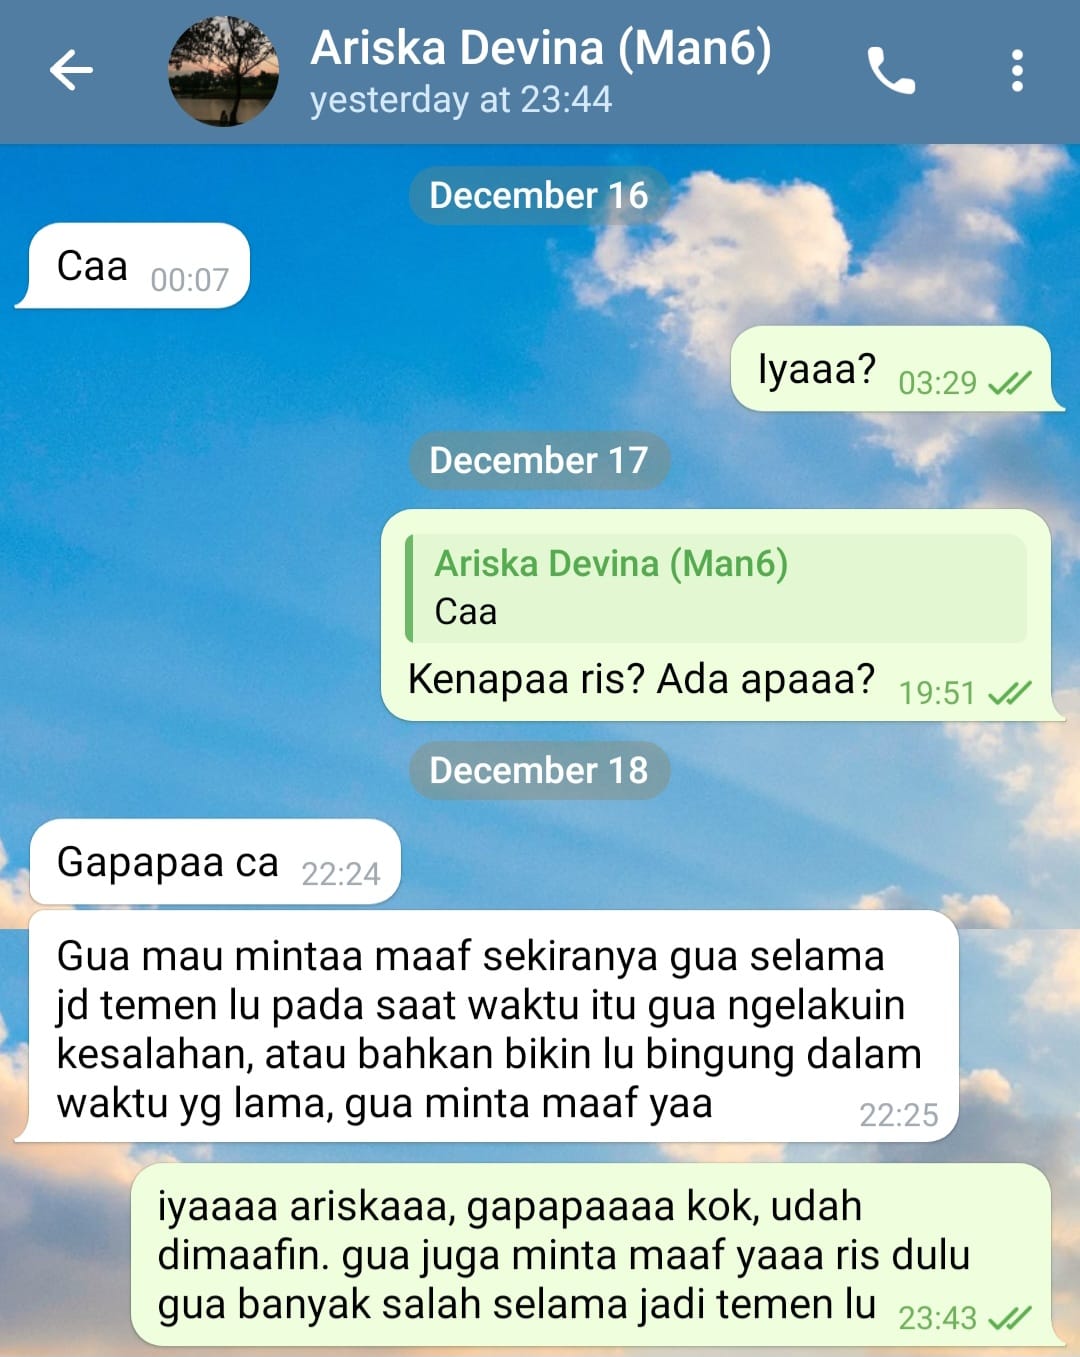 Ariska Devina (Man6)
yesterday at 23:44
December 16
Caa 00:07
Iyaaa? 03:29
December 17
Ariska Devina (Man6)
Caa
Kenapaa ris? Ada apaaa? 19:51
December 18
Gapapaa ca 22:24
Gua mau mintaa maaf sekiranya gua selama
jd temen lu pada saat waktu itu gua ngelakuin
kesalahan, atau bahkan bikin lu bingung dalam
waktu yg lama, gua minta maaf yaa 22:25
iyaaaa ariskaaa, gapapaaaa kok, udah
dimaafin. gua juga minta maaf yaaa ris dulu
gua banyak salah selama jadi temen lu 23:43